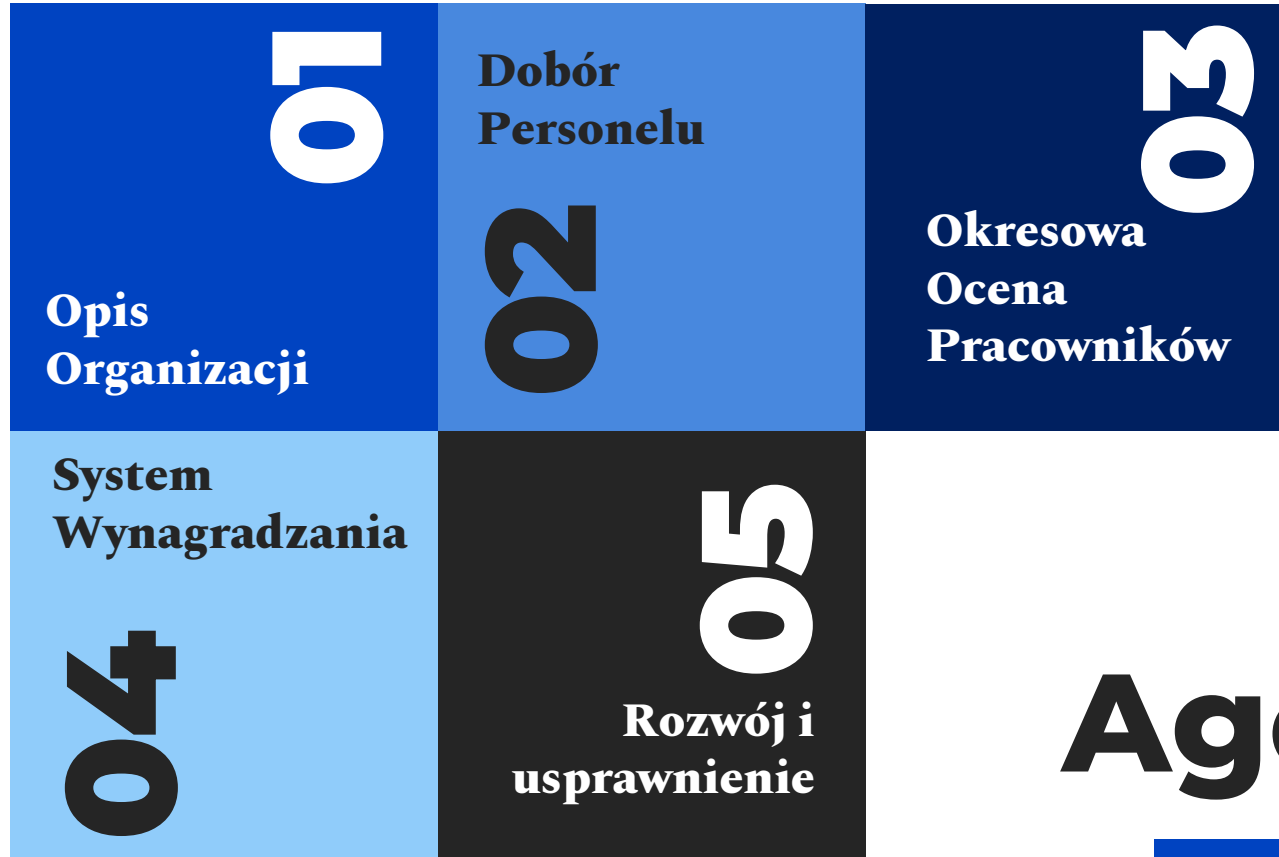 01
Opis
Organizacji
Dobór
Personelu
02
03
Okresowa
Ocena
Pracowników
System
Wynagradzania
04
05
Rozwój i
usprawnienie